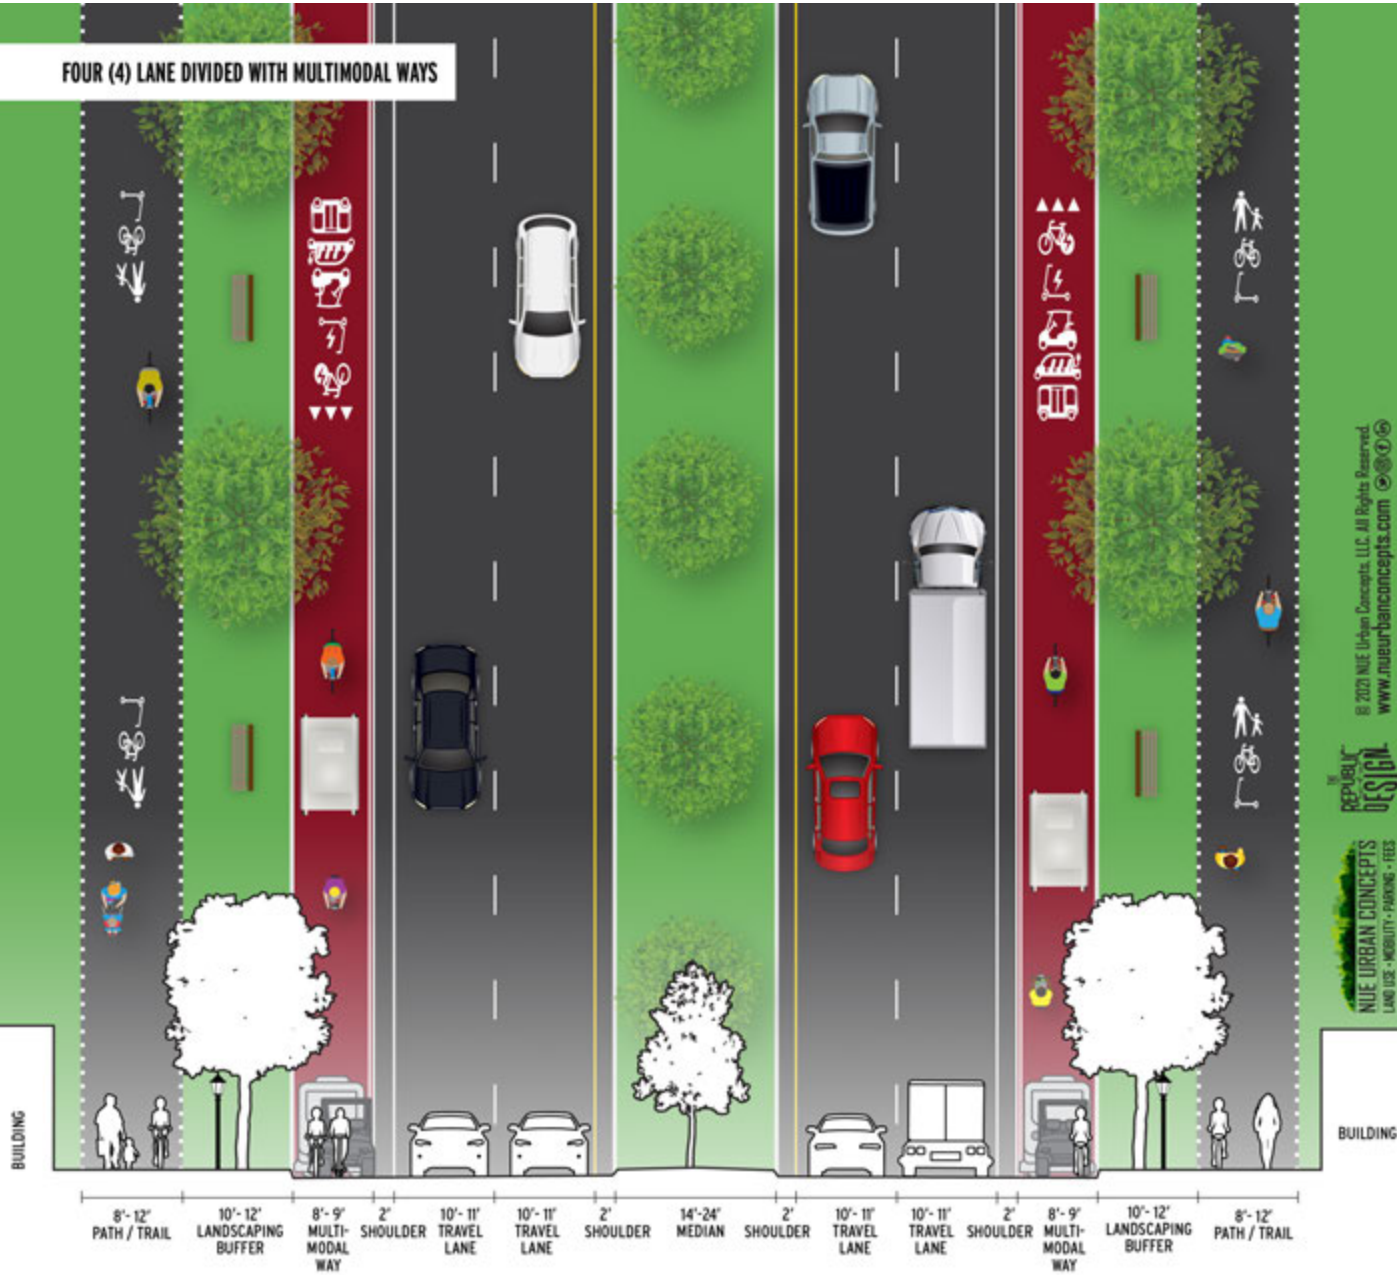 FOUR (4) LANE DIVIDED WITH MULTIMODAL WAYS
© 2021 NUE Urban Concepts, LLC. All Rights Reserved.
www.nueurbanconcepts.com
THE
REPUBLIC
DESIGN
NUE URBAN CONCEPTS
LAND USE • MOBILITY • PARKING • FEES
BUILDING
BUILDING
8'- 12'
PATH / TRAIL
10'- 12'
LANDSCAPING
BUFFER
8'- 9'
MULTI-
MODAL
WAY
2'
SHOULDER
10'- 11'
TRAVEL
LANE
10'- 11'
TRAVEL
LANE
2'
SHOULDER
14'-24'
MEDIAN
2'
SHOULDER
10'- 11'
TRAVEL
LANE
10'- 11'
TRAVEL
LANE
2'
SHOULDER
8'- 9'
MULTI-
MODAL
WAY
10'- 12'
LANDSCAPING
BUFFER
8'- 12'
PATH / TRAIL